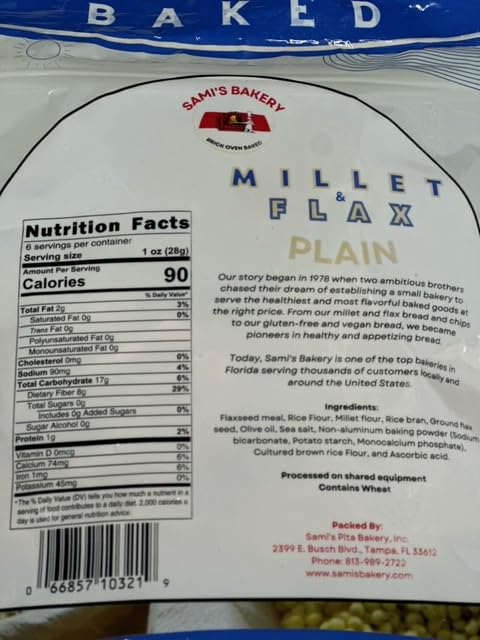 BAKED
SAMI'S BAKERY
BRICK OVEN BAKED
MILLET
&
FLAX
PLAIN
Nutrition Facts
6 servings per container
Serving size 1 oz (28g)
Amount Per Serving
Calories 90
% Daily Value*
Total Fat 2g 3%
Saturated Fat 0g 0%
Trans Fat 0g
Polyunsaturated Fat 0g
Monounsaturated Fat 0g
Cholesterol 0mg 0%
Sodium 90mg 4%
Total Carbohydrate 17g 6%
Dietary Fiber 8g 29%
Total Sugars 0g
Includes 0g Added Sugars 0%
Sugar Alcohol 0g
Protein 1g 2%
Vitamin D 0mcg 0%
Calcium 74mg 6%
Iron 1mg 6%
Potassium 45mg 0%
*The % Daily Value (DV) tells you how much a nutrient in a
serving of food contributes to a daily diet. 2,000 calories a
day is used for general nutrition advice.
0 66857 10321 9
Our story began in 1978 when two ambitious brothers
chased their dream of establishing a small bakery to
serve the healthiest and most flavorful baked goods at
the right price. From our millet and flax bread and chips
to our gluten-free and vegan bread, we became
pioneers in healthy and appetizing bread.
Today, Sami's Bakery is one of the top bakeries in
Florida serving thousands of customers locally and
around the United States.
Ingredients:
Flaxseed meal, Rice Flour, Millet flour, Rice bran, Ground flax
seed, Olive oil, Sea salt, Non-aluminum baking powder (Sodium
bicarbonate, Potato starch, Monocalcium phosphate),
Cultured brown rice Flour, and Ascorbic acid.
Processed on shared equipment
Contains Wheat
Packed By:
Sami's Pita Bakery, Inc.
2399 E. Busch Blvd., Tampa, FL 33612
Phone: 813-989-2722
www.samisbakery.com